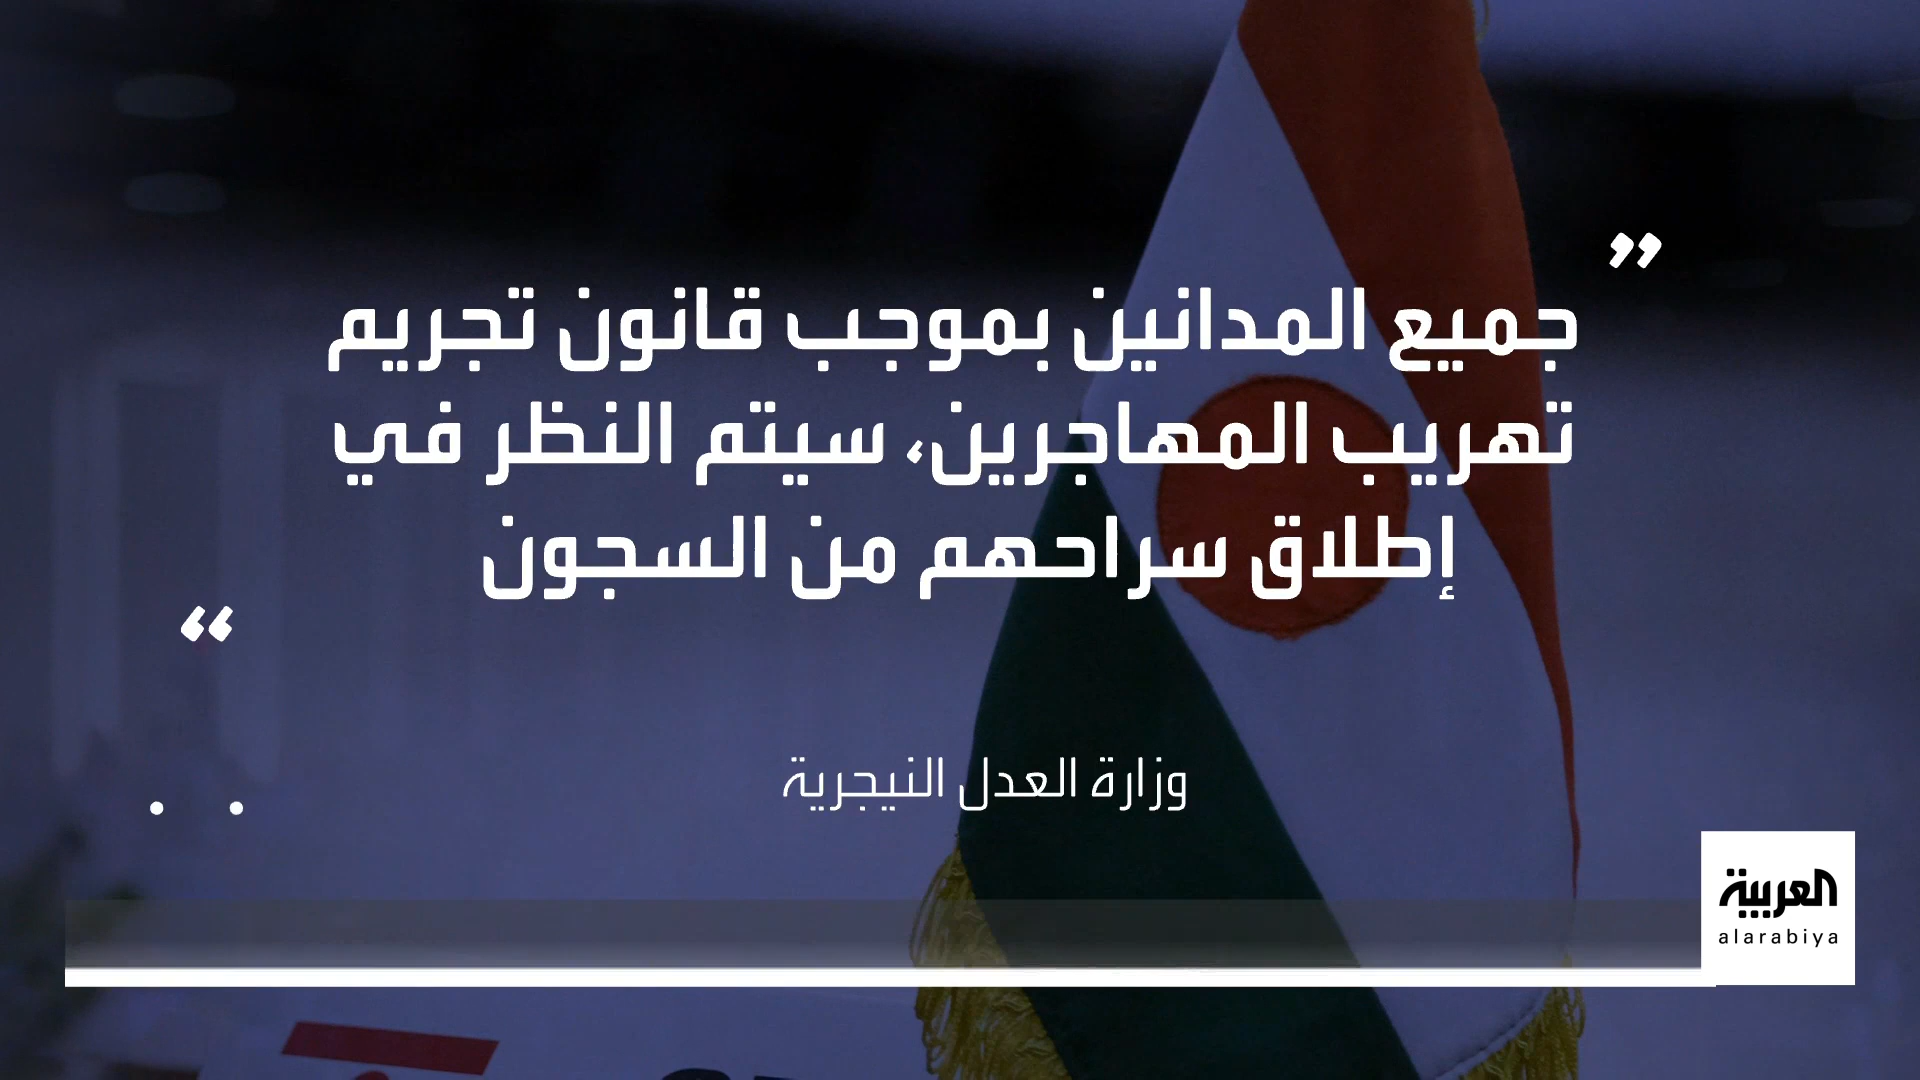 ”
جميع المدانين بموجب قانون تجريم
تهريب المهاجرين، سيتم النظر في
إطلاق سراحهم من السجون
“
وزارة العدل النيجرية
العربية
alarabiya